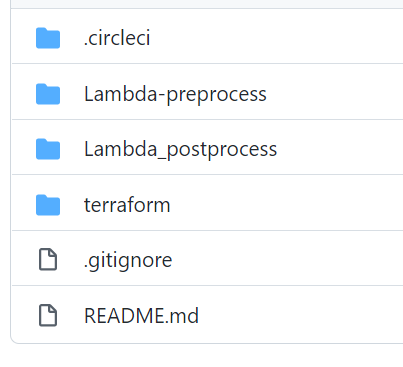 .circleci
Lambda-preprocess
Lambda_postprocess
terraform
.gitignore
README.md